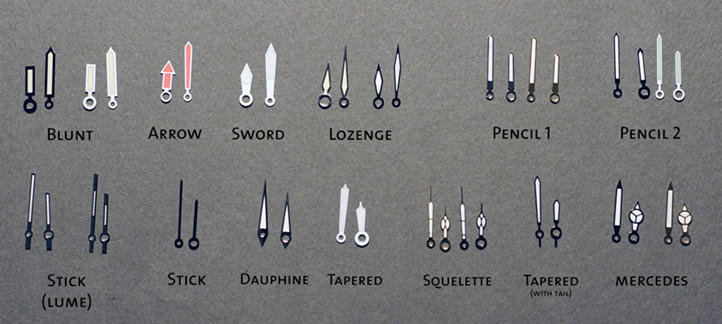 Blunt
Arrow
Sword
Lozenge
Pencil 1
Pencil 2
Stick
(lume)
Stick
Dauphine
Tapered
Squelette
Tapered
(with tail)
mercedes